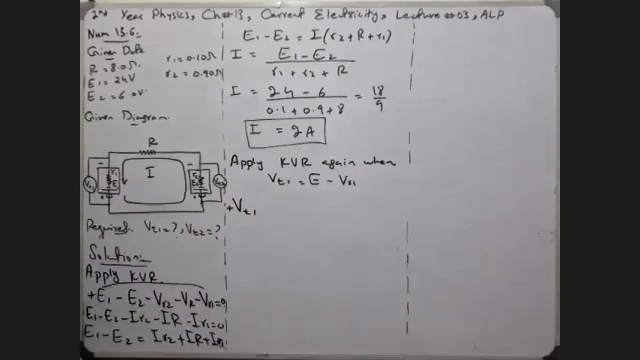 2nd Year Physics, Ch#13, Current Electricity, Lecture #03, ALP
Num 13.6.
Given Data
R = 8.0Ω
E1 = 24V
E2 = 6.0V
r1 = 0.10Ω
r2 = 0.90Ω
Given Diagram
R
I
Required. Vt1 = ?, Vt2 = ?
Solution:
Apply KVR
+E1 - E2 - Vr2 - VR - Vr1 = 0
E1 - E2 - Ir2 - IR - Ir1 = 0
E1 - E2 = Ir2 + IR + Ir1
E1 - E2 = I(r2 + R + r1)
I = E1 - E2 / r1 + r2 + R
I = 24 - 6 / 0.1 + 0.9 + 8 = 18 / 9
I = 2A
Apply KVR again when
Vt1 = E - Vr1
+Vt1